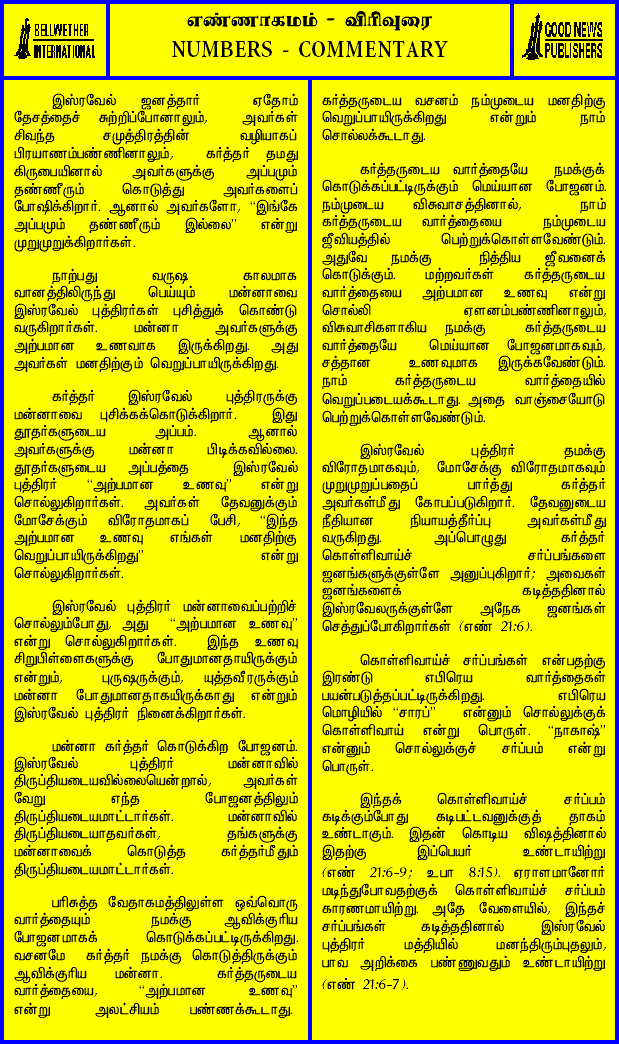 BELLWETHER
INTERNATIONAL
எண்ணாகமம் - விரிவுரை
NUMBERS - COMMENTARY
GOOD NEWS
PUBLISHERS
இஸ்ரவேல் ஜனத்தார் ஏதோம்
தேசத்தைச் சுற்றிப்போனாலும், அவர்கள்
சிவந்த சமுத்திரத்தின் வழியாகப்
பிரயாணம்பண்ணினாலும், கர்த்தர் தமது
கிருபையினால் அவர்களுக்கு அப்பமும்
தண்ணீரும் கொடுத்து அவர்களைப்
போஷிக்கிறார். ஆனால் அவர்களோ, “இங்கே
அப்பமும் தண்ணீரும் இல்லை” என்று
முறுமுறுக்கிறார்கள்.
நாற்பது வருஷ காலமாக
வானத்திலிருந்து பெய்யும் மன்னாவை
இஸ்ரவேல் புத்திரர்கள் புசித்துக் கொண்டு
வருகிறார்கள். மன்னா அவர்களுக்கு
அற்பமான உணவாக இருக்கிறது. அது
அவர்கள் மனதிற்கும் வெறுப்பாயிருக்கிறது.
கர்த்தர் இஸ்ரவேல் புத்திரருக்கு
மன்னாவை புசிக்கக்கொடுக்கிறார். இது
தூதர்களுடைய அப்பம். ஆனால்
அவர்களுக்கு மன்னா பிடிக்கவில்லை.
தூதர்களுடைய அப்பத்தை இஸ்ரவேல்
புத்திரர் “அற்பமான உணவு” என்று
சொல்லுகிறார்கள். அவர்கள் தேவனுக்கும்
மோசேக்கும் விரோதமாகப் பேசி, “இந்த
அற்பமான உணவு எங்கள் மனதிற்கு
வெறுப்பாயிருக்கிறது” என்று
சொல்லுகிறார்கள்.
இஸ்ரவேல் புத்திரர் மன்னாவைப்பற்றிச்
சொல்லும்போது, அது “அற்பமான உணவு”
என்று சொல்லுகிறார்கள். இந்த உணவு
சிறுபிள்ளைகளுக்கு போதுமானதாயிருக்கும்
என்றும், புருஷருக்கும், யுத்தவீரருக்கும்
மன்னா போதுமானதாகயிருக்காது என்றும்
இஸ்ரவேல் புத்திரர் நினைக்கிறார்கள்.
மன்னா கர்த்தர் கொடுக்கிற போஜனம்.
இஸ்ரவேல் புத்திரர் மன்னாவில்
திருப்தியடையவில்லையென்றால், அவர்கள்
வேறு எந்த போஜனத்திலும்
திருப்தியடையமாட்டார்கள். மன்னாவில்
திருப்தியடையாதவர்கள், தங்களுக்கு
மன்னாவைக் கொடுத்த கர்த்தர்மீதும்
திருப்தியடையமாட்டார்கள்.
பரிசுத்த வேதாகமத்திலுள்ள ஒவ்வொரு
வார்த்தையும் நமக்கு ஆவிக்குரிய
போஜனமாகக் கொடுக்கப்பட்டிருக்கிறது.
வசனமே கர்த்தர் நமக்கு கொடுத்திருக்கும்
ஆவிக்குரிய மன்னா. கர்த்தருடைய
வார்த்தையை, “அற்பமான உணவு”
என்று அலட்சியம் பண்ணக்கூடாது.
கர்த்தருடைய வசனம் நம்முடைய மனதிற்கு
வெறுப்பாயிருக்கிறது என்றும் நாம்
சொல்லக்கூடாது.
கர்த்தருடைய வார்த்தையே நமக்குக்
கொடுக்கப்பட்டிருக்கும் மெய்யான போஜனம்.
நம்முடைய விசுவாசத்தினால், நாம்
கர்த்தருடைய வார்த்தையை நம்முடைய
ஜீவியத்தில் பெற்றுக்கொள்ளவேண்டும்.
அதுவே நமக்கு நித்திய ஜீவனைக்
கொடுக்கும். மற்றவர்கள் கர்த்தருடைய
வார்த்தையை அற்பமான உணவு என்று
சொல்லி ஏளனம்பண்ணினாலும்,
விசுவாசிகளாகிய நமக்கு கர்த்தருடைய
வார்த்தையே மெய்யான போஜனமாகவும்,
சத்தான உணவுமாக இருக்கவேண்டும்.
நாம் கர்த்தருடைய வார்த்தையில்
வெறுப்படையக்கூடாது. அதை வாஞ்சையோடு
பெற்றுக்கொள்ளவேண்டும்.
இஸ்ரவேல் புத்திரர் தமக்கு
விரோதமாகவும், மோசேக்கு விரோதமாகவும்
முறுமுறுப்பதைப் பார்த்து கர்த்தர்
அவர்கள்மீது கோபப்படுகிறார். தேவனுடைய
நீதியான நியாயத்தீர்ப்பு அவர்கள்மீது
வருகிறது. அப்பொழுது கர்த்தர்
கொள்ளிவாய்ச் சர்ப்பங்களை
ஜனங்களுக்குள்ளே அனுப்புகிறார்; அவைகள்
ஜனங்களைக் கடித்ததினால்
இஸ்ரவேலருக்குள்ளே அநேக ஜனங்கள்
செத்துப்போகிறார்கள் (எண் 21:6).
கொள்ளிவாய்ச் சர்ப்பங்கள் என்பதற்கு
இரண்டு எபிரெய வார்த்தைகள்
பயன்படுத்தப்பட்டிருக்கிறது. எபிரெய
மொழியில் “சாரப்” என்னும் சொல்லுக்குக்
கொள்ளிவாய் என்று பொருள். “நாகாஷ்”
என்னும் சொல்லுக்குச் சர்ப்பம் என்று
பொருள்.
இந்தக் கொள்ளிவாய்ச் சர்ப்பம்
கடிக்கும்போது கடிபட்டவனுக்குத் தாகம்
உண்டாகும். இதன் கொடிய விஷத்தினால்
இதற்கு இப்பெயர் உண்டாயிற்று
(எண் 21:6-9; உபா 8:15). ஏராளமானோர்
மடிந்துபோவதற்குக் கொள்ளிவாய்ச் சர்ப்பம்
காரணமாயிற்று. அதே வேளையில், இந்தச்
சர்ப்பங்கள் கடித்ததினால் இஸ்ரவேல்
புத்திரர் மத்தியில் மனந்திரும்புதலும்,
பாவ அறிக்கை பண்ணுவதும் உண்டாயிற்று
(எண் 21:6-7).